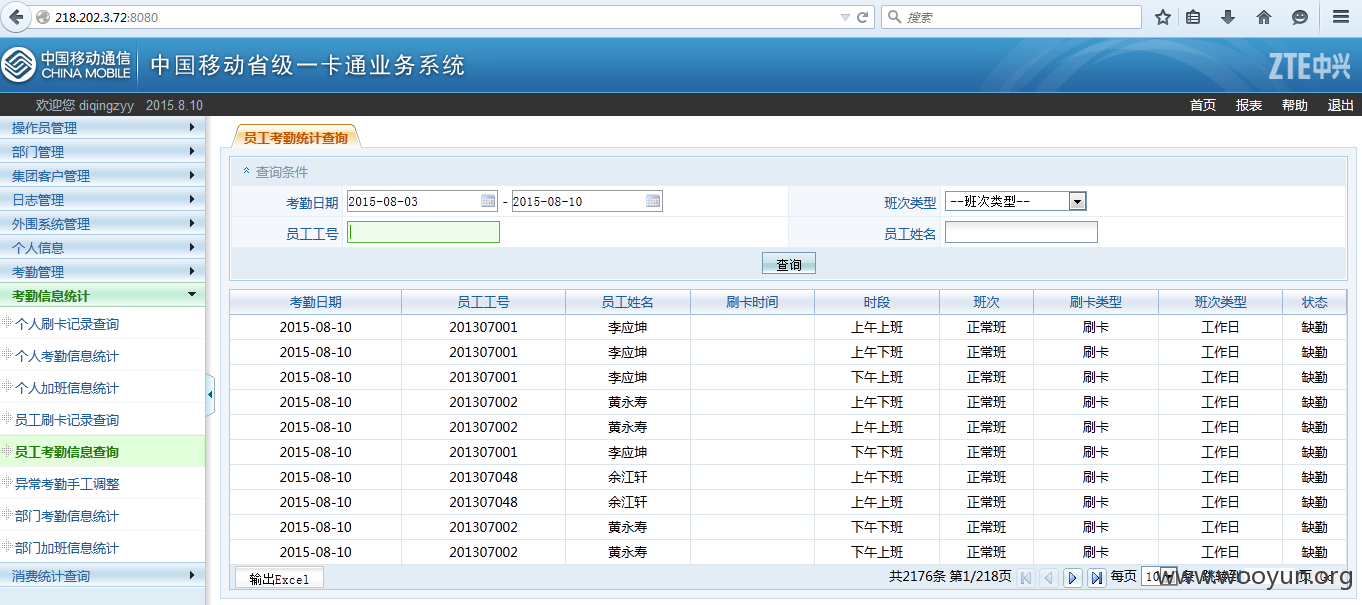 218.202.3.72:8080
搜索
中国移动通信
CHINA MOBILE
中国移动省级一卡通业务系统
ZTE中兴
欢迎您 diqingzyy 2015.8.10
首页 报表 帮助 退出
操作员管理
部门管理
集团客户管理
日志管理
外围系统管理
个人信息
考勤管理
考勤信息统计
个人刷卡记录查询
个人考勤信息统计
个人加班信息统计
员工刷卡记录查询
员工考勤信息查询
异常考勤手工调整
部门考勤信息统计
部门加班信息统计
消费统计查询
员工考勤统计查询
查询条件
考勤日期 2015-08-03 - 2015-08-10 班次类型 --班次类型--
员工工号 员工姓名
查询
考勤日期 员工工号 员工姓名 刷卡时间 时段 班次 刷卡类型 班次类型 状态
2015-08-10 201307001 李应坤 上午上班 正常班 刷卡 工作日 缺勤
2015-08-10 201307001 李应坤 上午下班 正常班 刷卡 工作日 缺勤
2015-08-10 201307001 李应坤 下午上班 正常班 刷卡 工作日 缺勤
2015-08-10 201307002 黄永寿 上午上班 正常班 刷卡 工作日 缺勤
2015-08-10 201307002 黄永寿 上午下班 正常班 刷卡 工作日 缺勤
2015-08-10 201307001 李应坤 下午下班 正常班 刷卡 工作日 缺勤
2015-08-10 201307048 余江轩 上午上班 正常班 刷卡 工作日 缺勤
2015-08-10 201307048 余江轩 上午下班 正常班 刷卡 工作日 缺勤
2015-08-10 201307002 黄永寿 下午下班 正常班 刷卡 工作日 缺勤
2015-08-10 201307002 黄永寿 下午上班 正常班 刷卡 工作日 缺勤
输出Excel 共2176条 第1/218页 每页 10 条 跳转到 页 Go
www.wooyun.org